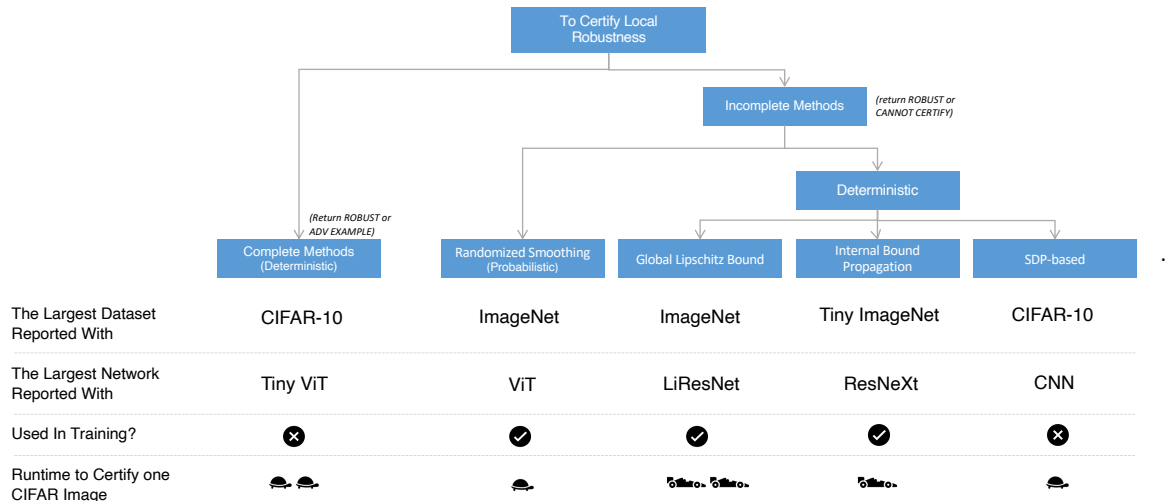 To Certify Local
Robustness
Incomplete Methods
(return ROBUST or
CANNOT CERTIFY)
Deterministic
(Return ROBUST or
ADV EXAMPLE)
Complete Methods
(Deterministic)
Randomized Smoothing
(Probabilistic)
Global Lipschitz Bound
Internal Bound
Propagation
SDP-based
.
The Largest Dataset
Reported With
CIFAR-10
ImageNet
ImageNet
Tiny ImageNet
CIFAR-10
The Largest Network
Reported With
Tiny ViT
ViT
LiResNet
ResNeXt
CNN
Used In Training?
Runtime to Certify one
CIFAR Image